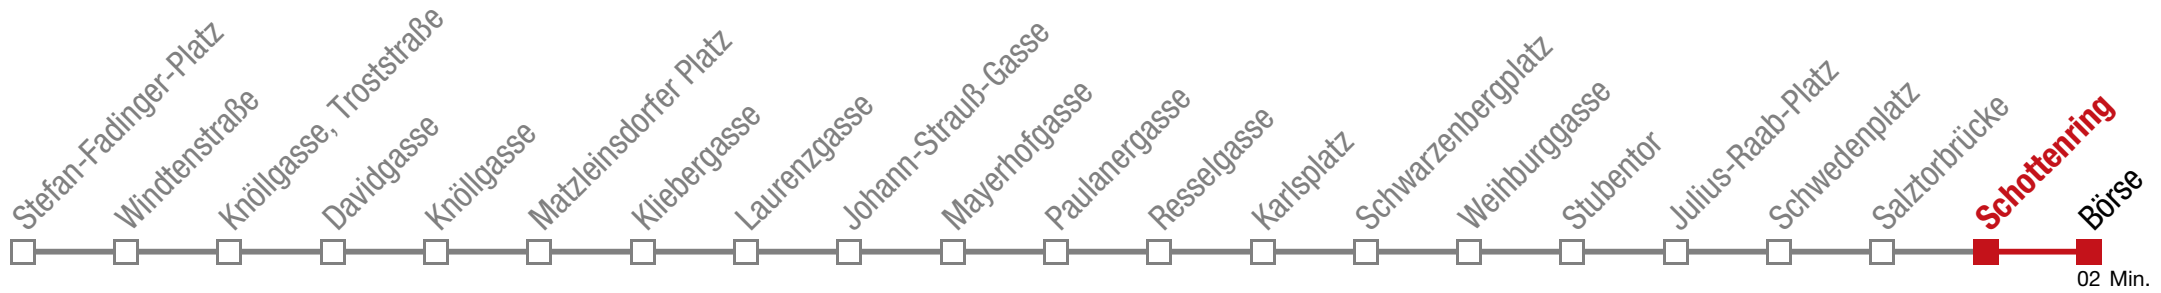 Stefan-Fadinger-Platz
Windtenstraße
Knöllgasse, Troststraße
Davidgasse
Knöllgasse
Matzleinsdorfer Platz
Kliebergasse
Laurenzgasse
Johann-Strauß-Gasse
Mayerhofgasse
Paulanergasse
Resselgasse
Karlsplatz
Schwarzenbergplatz
Weihburggasse
Stubentor
Julius-Raab-Platz
Schwedenplatz
Salztorbrücke
Schottenring
Börse
02 Min.